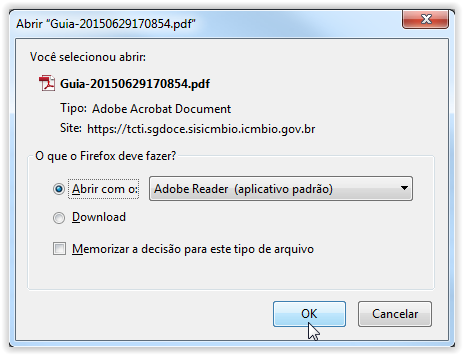 Abrir "Guia-20150629170854.pdf"
Você selecionou abrir:
Guia-20150629170854.pdf
Tipo: Adobe Acrobat Document
Site: https://tcti.sgdoce.sisicmbio.icmbio.gov.br
O que o Firefox deve fazer?
Abrir com o: Adobe Reader (aplicativo padrão)
Download
Memorizar a decisão para este tipo de arquivo
OK Cancelar